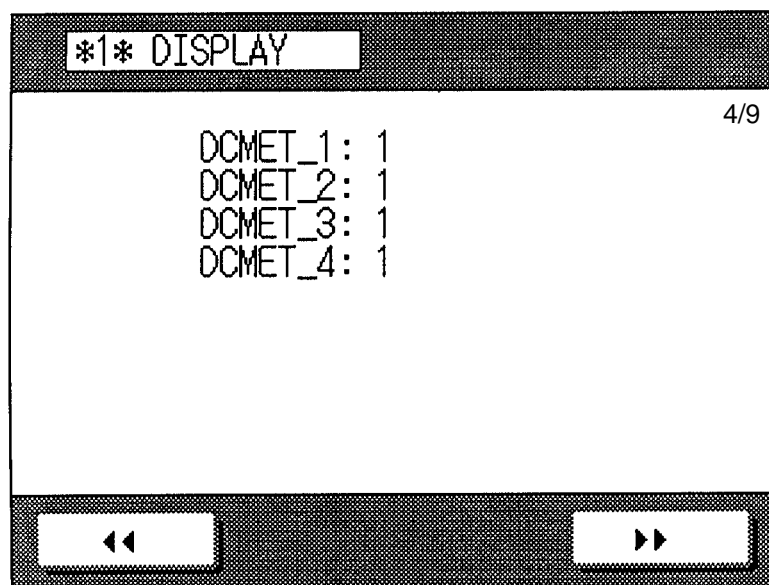 *1* DISPLAY
4/9
DCMET_1: 1
DCMET_2: 1
DCMET_3: 1
DCMET_4: 1